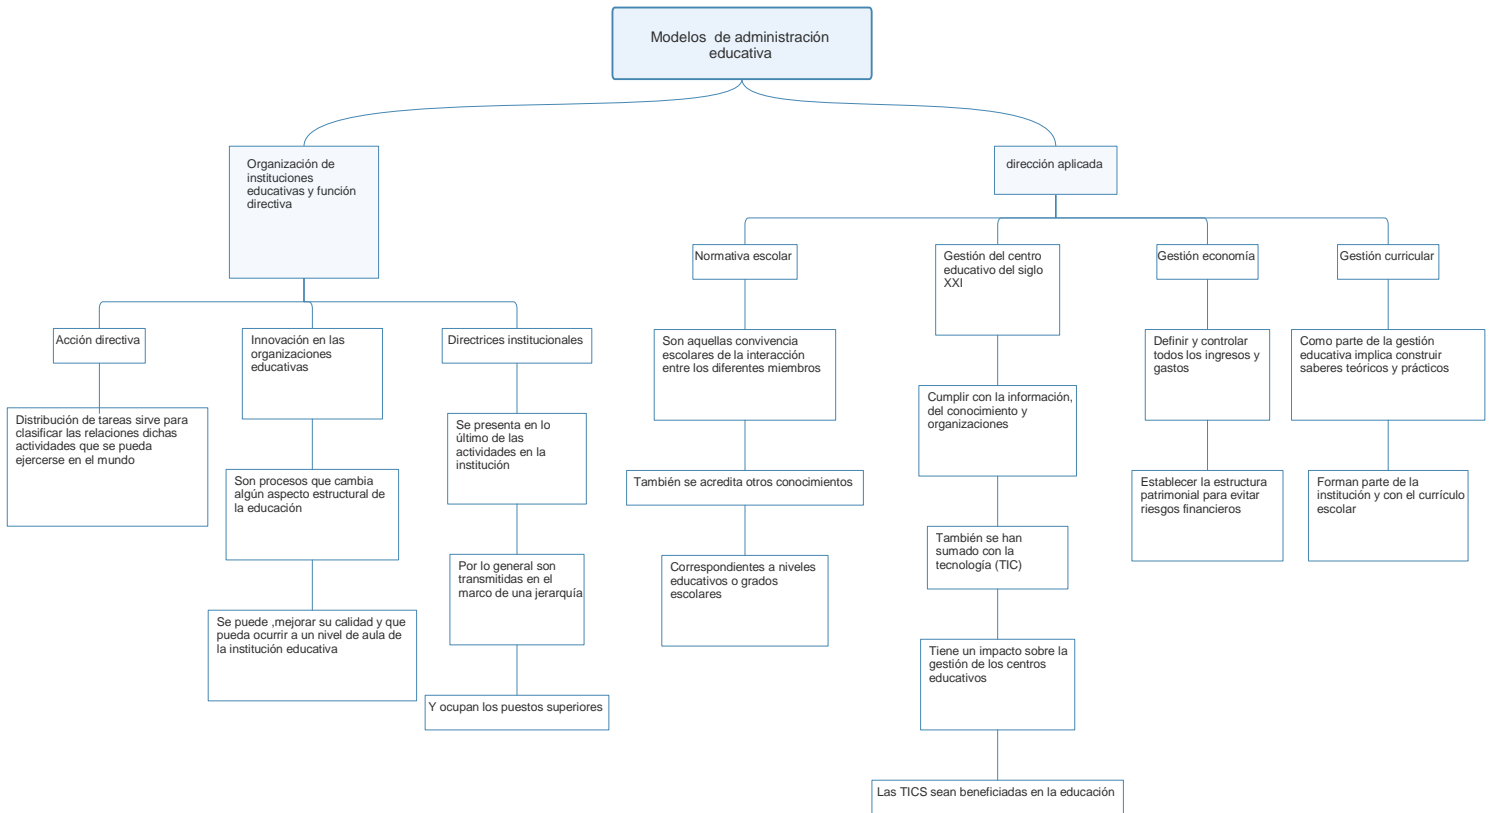 Modelos  de administración
educativa
Organización de
instituciones
educativas y función
directiva
dirección aplicada
Normativa escolar
Gestión del centro
educativo del siglo
XXI
Gestión economía
Gestión curricular
Acción directiva
Innovación en las
organizaciones
educativas
Directrices institucionales
Son aquellas convivencia
escolares de la interacción
entre los diferentes miembros
Definir y controlar
todos los ingresos y
gastos
Como parte de la gestión
educativa implica construir
saberes teóricos y prácticos
Distribución de tareas sirve para
clasificar las relaciones dichas
actividades que se pueda
ejercerse en el mundo
Se presenta en lo
último de las
actividades en la
institución
Cumplir con la información,
del conocimiento y
organizaciones
Son procesos que cambia
algún aspecto estructural de
la educación
También se acredita otros conocimientos
Establecer la estructura
patrimonial para evitar
riesgos financieros
Forman parte de la
institución y con el currículo
escolar
También se han
sumado con la
tecnología (TIC)
Por lo general son
transmitidas en el
marco de una jerarquía
Correspondientes a niveles
educativos o grados
escolares
Se puede ,mejorar su calidad y que
pueda ocurrir a un nivel de aula de
la institución educativa
Tiene un impacto sobre la
gestión de los centros
educativos
Y ocupan los puestos superiores
Las TICS sean beneficiadas en la educación